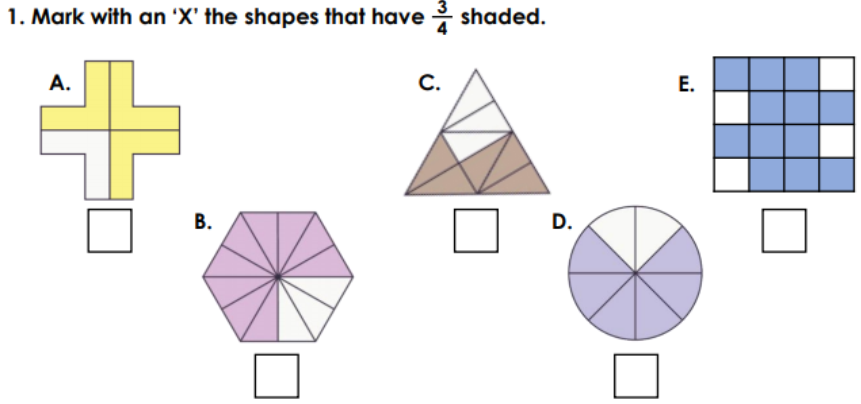 1. Mark with an ‘X’ the shapes that have 3/4 shaded.
A.
C.
E.
B.
D.